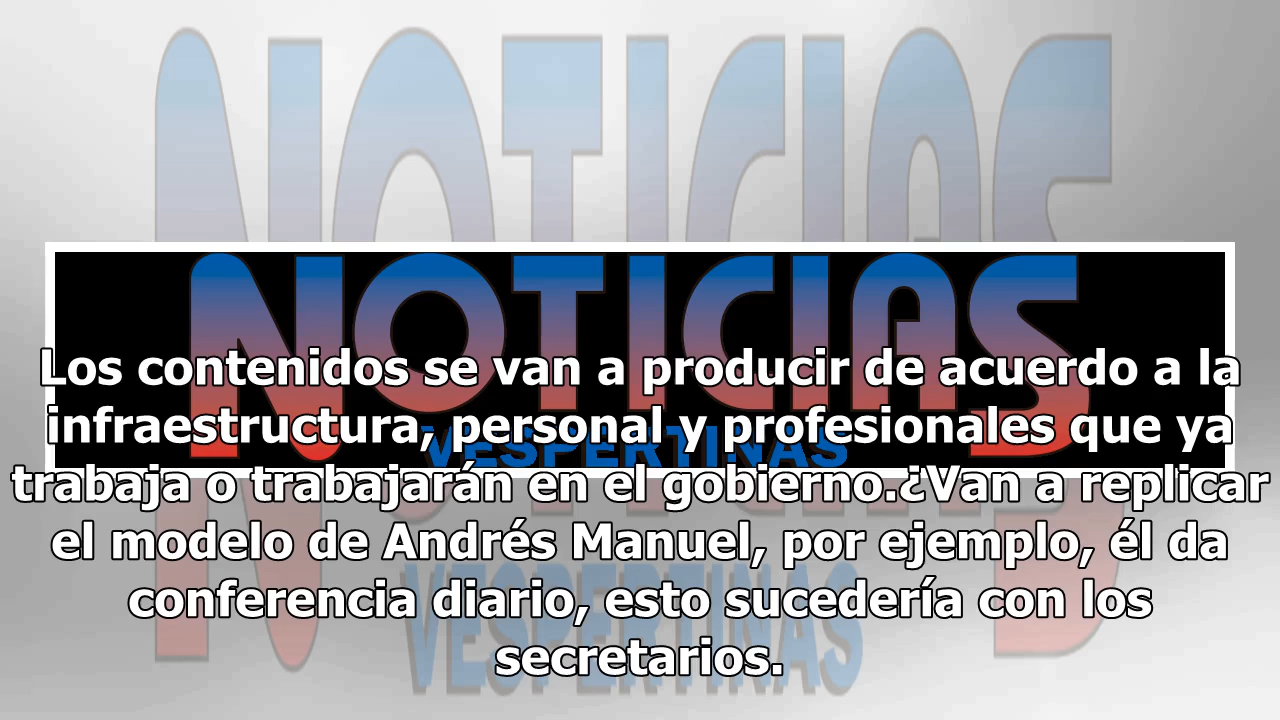 NOTICIAS
VESPERTINAS
NOTICIAS
VESPERTINAS
Los contenidos se van a producir de acuerdo a la
infraestructura, personal y profesionales que ya
trabaja o trabajarán en el gobierno.¿Van a replicar
el modelo de Andrés Manuel, por ejemplo, él da
conferencia diario, esto sucedería con los
secretarios.